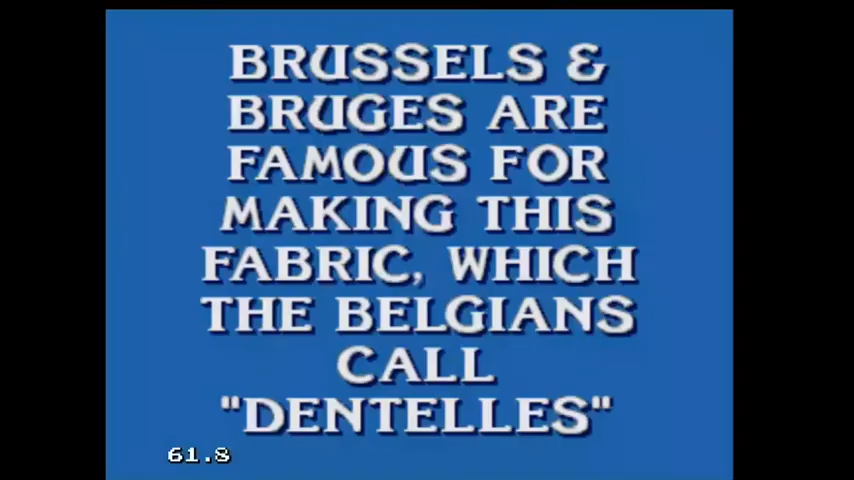 BRUSSELS &
BRUGES ARE
FAMOUS FOR
MAKING THIS
FABRIC, WHICH
THE BELGIANS
CALL
"DENTELLES"
61.8